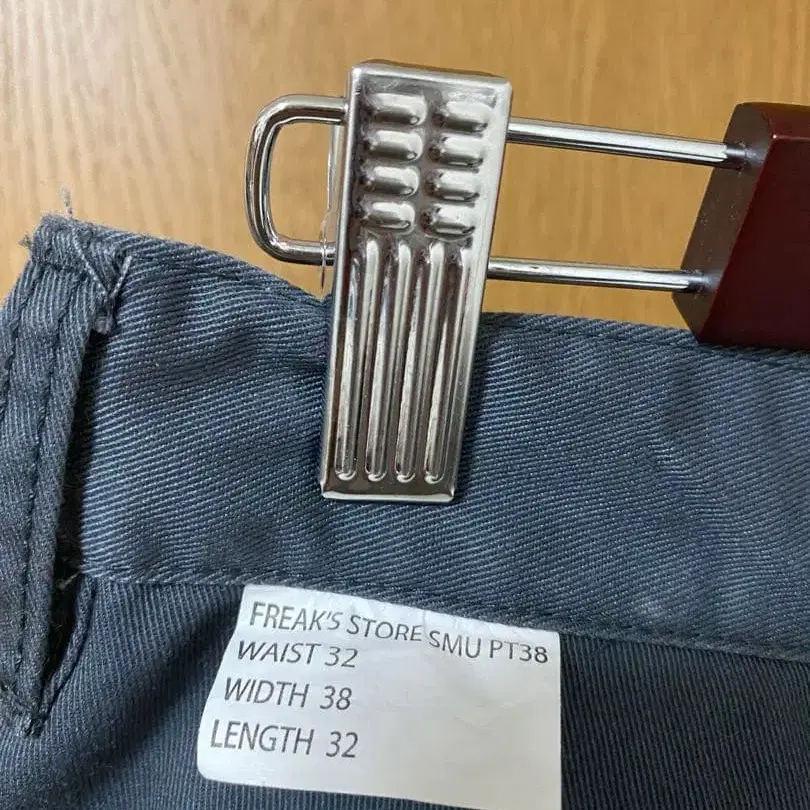 FREAK'S STORE SMU PT38
WAIST 32
WIDTH 38
LENGTH 32